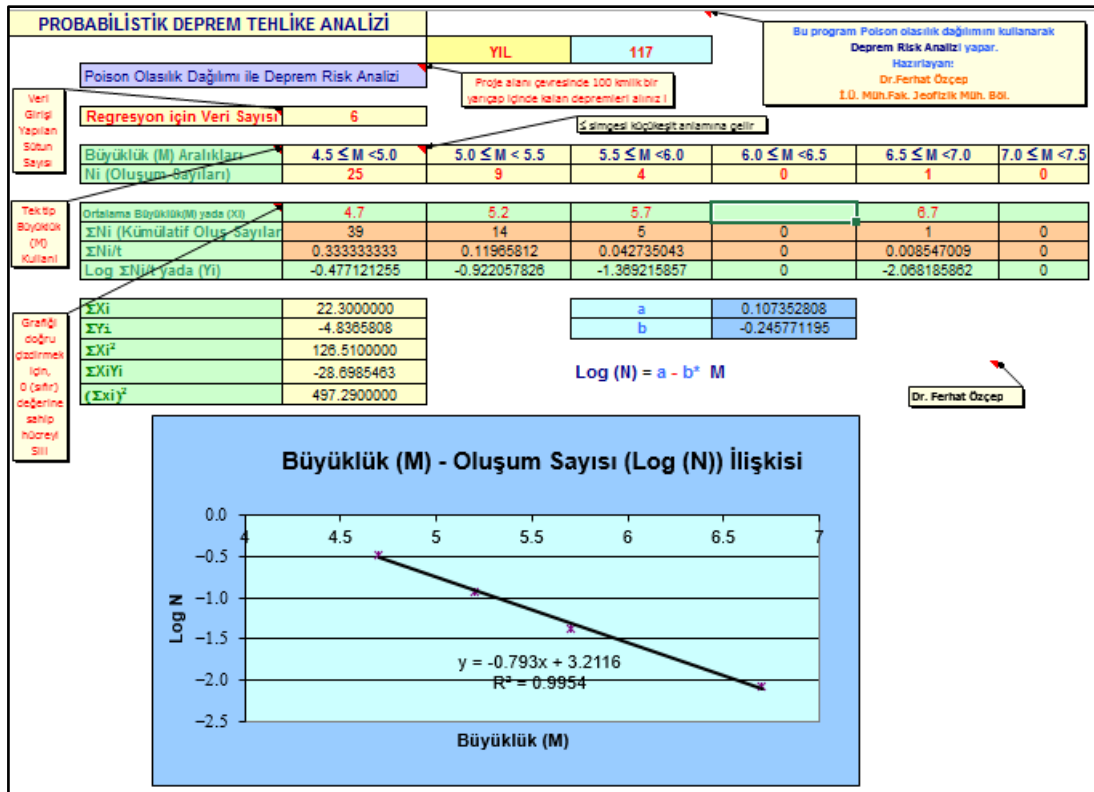 PROBABİLİSTİK DEPREM TEHLİKE ANALİZİ
YIL 117
Bu program Poison olasılık dağılımını kullanarak
Deprem Risk Analizi yapar.
Hazırlayan:
Dr.Ferhat Özçep
İ.Ü. Müh.Fak. Jeofizik Müh. Böl.
Poison Olasılık Dağılımı ile Deprem Risk Analizi
Proje alanı çevresinde 100 kmlik bir
yarıçap içinde kalan depremleri alınız !
Veri
Girişi
Yapılan
Sütun
Sayısı
Regresyon için Veri Sayısı 6
≤ simgesi küçükeşit anlamına gelir
Büyüklük (M) Aralıkları 4.5 ≤ M <5.0 5.0 ≤ M < 5.5 5.5 ≤ M <6.0 6.0 ≤ M <6.5 6.5 ≤ M <7.0 7.0 ≤ M <7.5
Ni (Oluşum Sayıları) 25 9 4 0 1 0
Tek tip
Büyüklük
(M)
Kullanı
Ortalama Büyüklük(M) yada (Xi) 4.7 5.2 5.7 6.7
ΣNi (Kümülatif Oluş Sayılar 39 14 5 0 1 0
ΣNi/t 0.333333333 0.11965812 0.042735043 0 0.008547009 0
Log ΣNi/t yada (Yi) -0.477121255 -0.922057826 -1.369215857 0 -2.068185862 0
Grafiği
doğru
çizdirmek
için,
0 (sıfır)
değerine
sahip
hücreyi
Sil!
ΣXi 22.3000000
ΣYi -4.8365808
ΣXi² 126.5100000
ΣXiYi -28.6985463
(Σxi)² 497.2900000
a 0.107352808
b -0.245771195
Log (N) = a - b* M
Dr. Ferhat Özçep
Büyüklük (M) - Oluşum Sayısı (Log (N)) İlişkisi
0.0
4 4.5 5 5.5 6 6.5 7
−0.5
−1.0
−1.5
−2.0
−2.5
Log N
y = -0.793x + 3.2116
R² = 0.9954
Büyüklük (M)